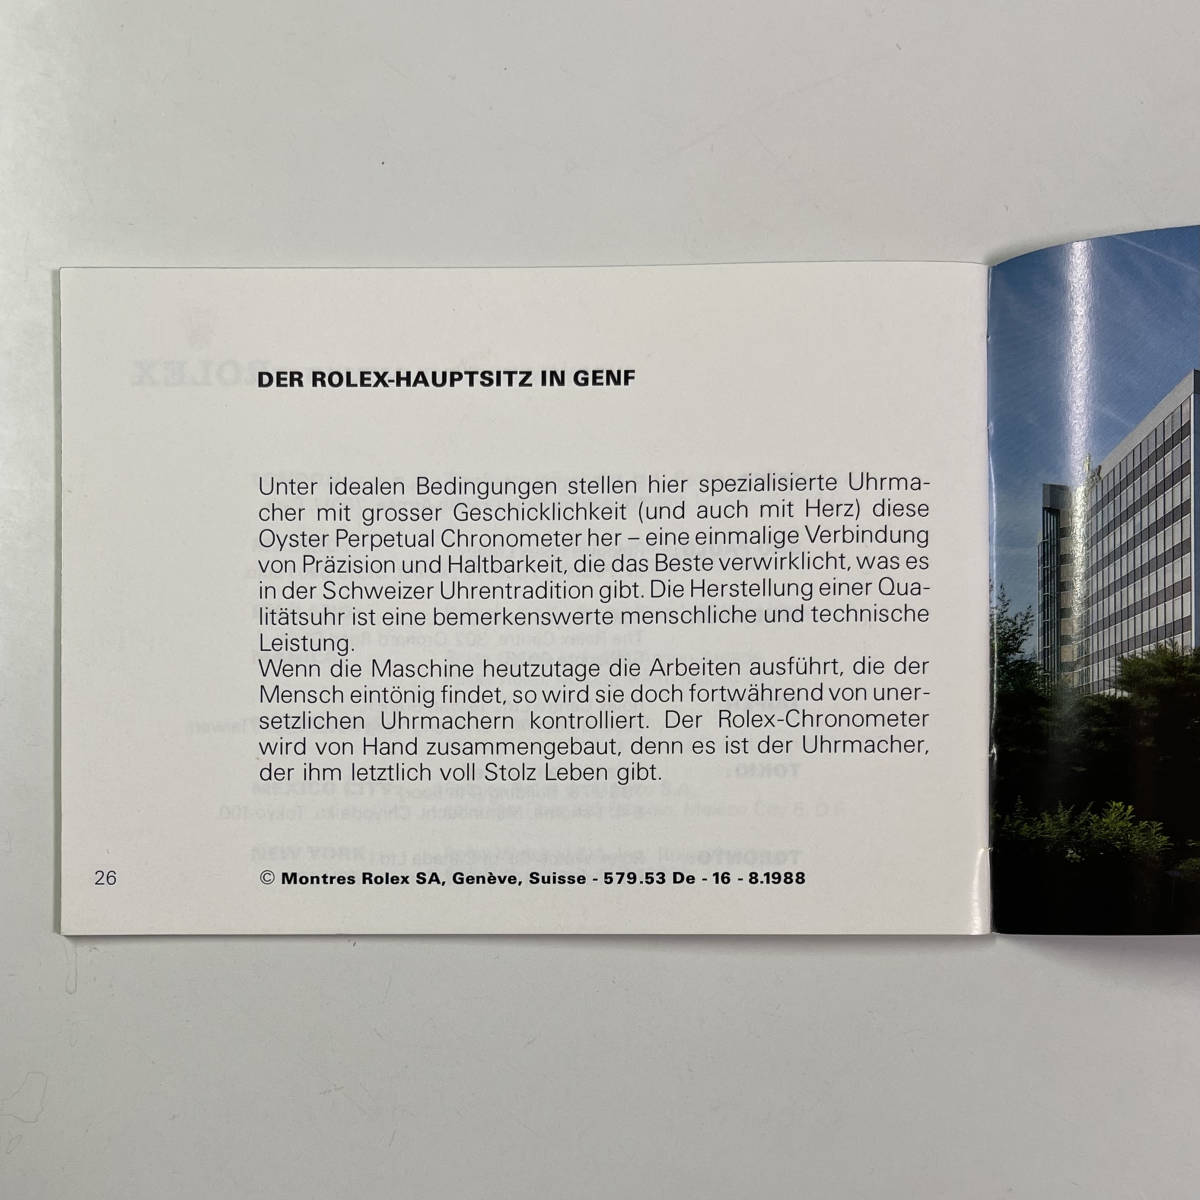 DER ROLEX-HAUPTSITZ IN GENF
Unter idealen Bedingungen stellen hier spezialisierte Uhrma-
cher mit grosser Geschicklichkeit (und auch mit Herz) diese
Oyster Perpetual Chronometer her – eine einmalige Verbindung
von Präzision und Haltbarkeit, die das Beste verwirklicht, was es
in der Schweizer Uhrentradition gibt. Die Herstellung einer Qua-
litätsuhr ist eine bemerkenswerte menschliche und technische
Leistung.
Wenn die Maschine heutzutage die Arbeiten ausführt, die der
Mensch eintönig findet, so wird sie doch fortwährend von uner-
setzlichen Uhrmachern kontrolliert. Der Rolex-Chronometer
wird von Hand zusammengebaut, denn es ist der Uhrmacher,
der ihm letztlich voll Stolz Leben gibt.
26
© Montres Rolex SA, Genève, Suisse - 579.53 De - 16 - 8.1988